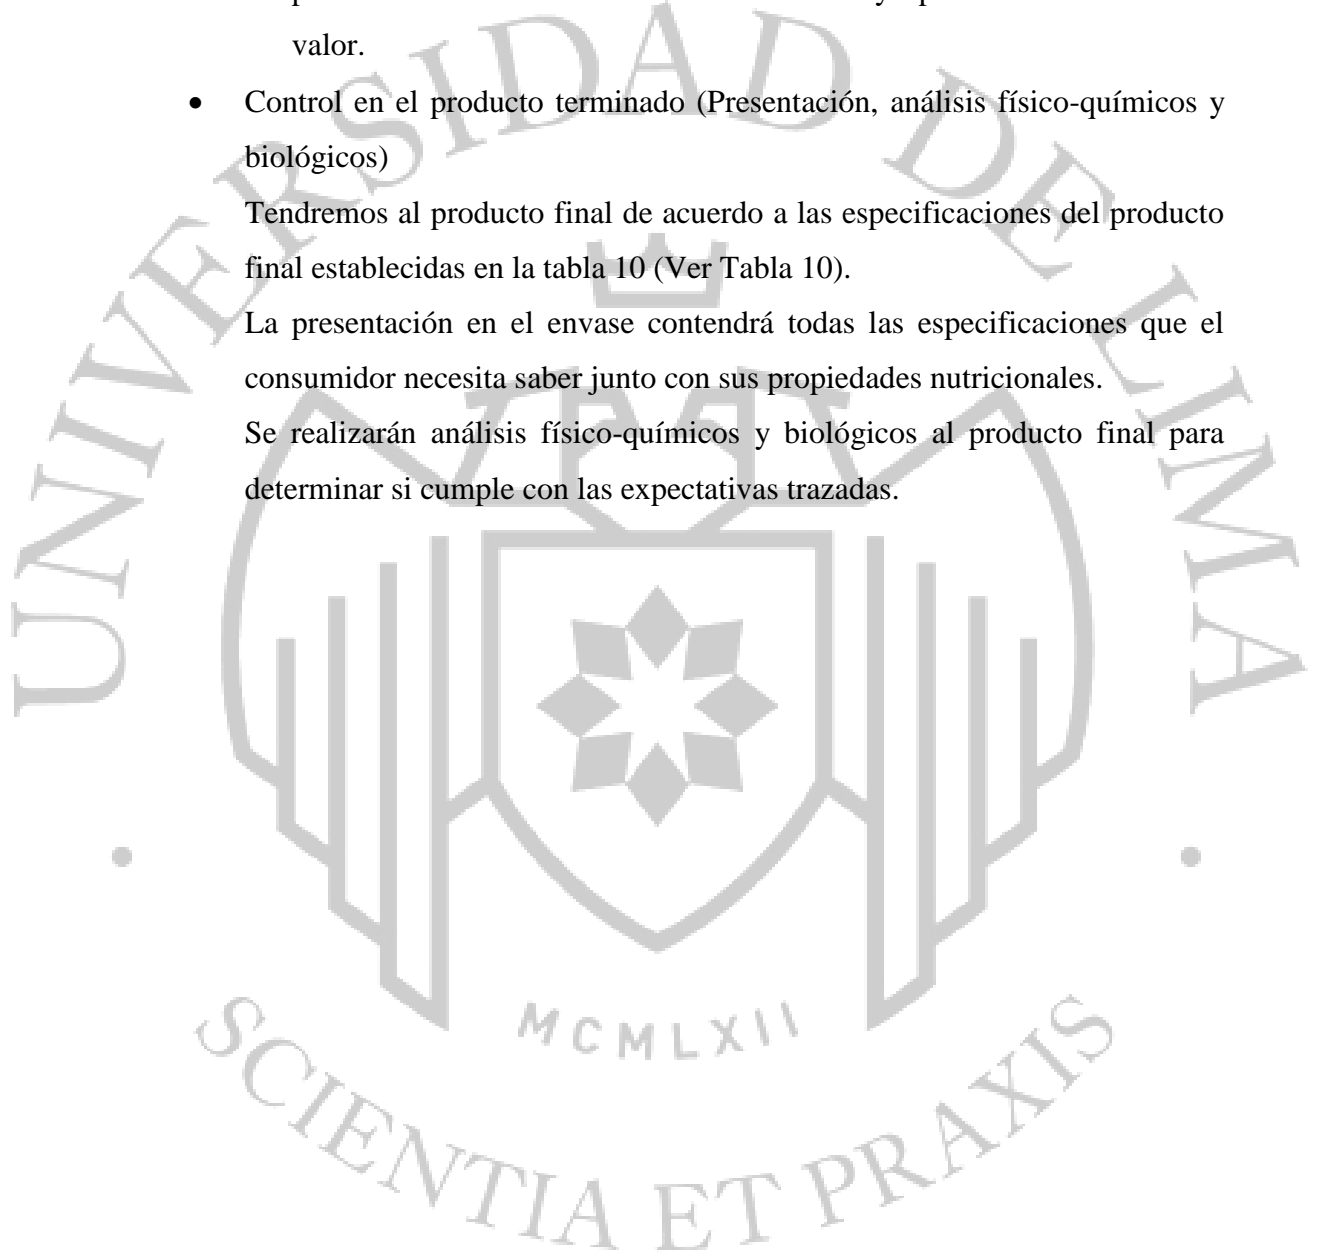 valor.
• Control en el producto terminado (Presentación, análisis físico-químicos y
biológicos)
Tendremos al producto final de acuerdo a las especificaciones del producto
final establecidas en la tabla 10 (Ver Tabla 10).
La presentación en el envase contendrá todas las especificaciones que el
consumidor necesita saber junto con sus propiedades nutricionales.
Se realizarán análisis físico-químicos y biológicos al producto final para
determinar si cumple con las expectativas trazadas.
UNIVERSIDAD DE LIMA
MCMLXII
SCIENTIA ET PRAXIS